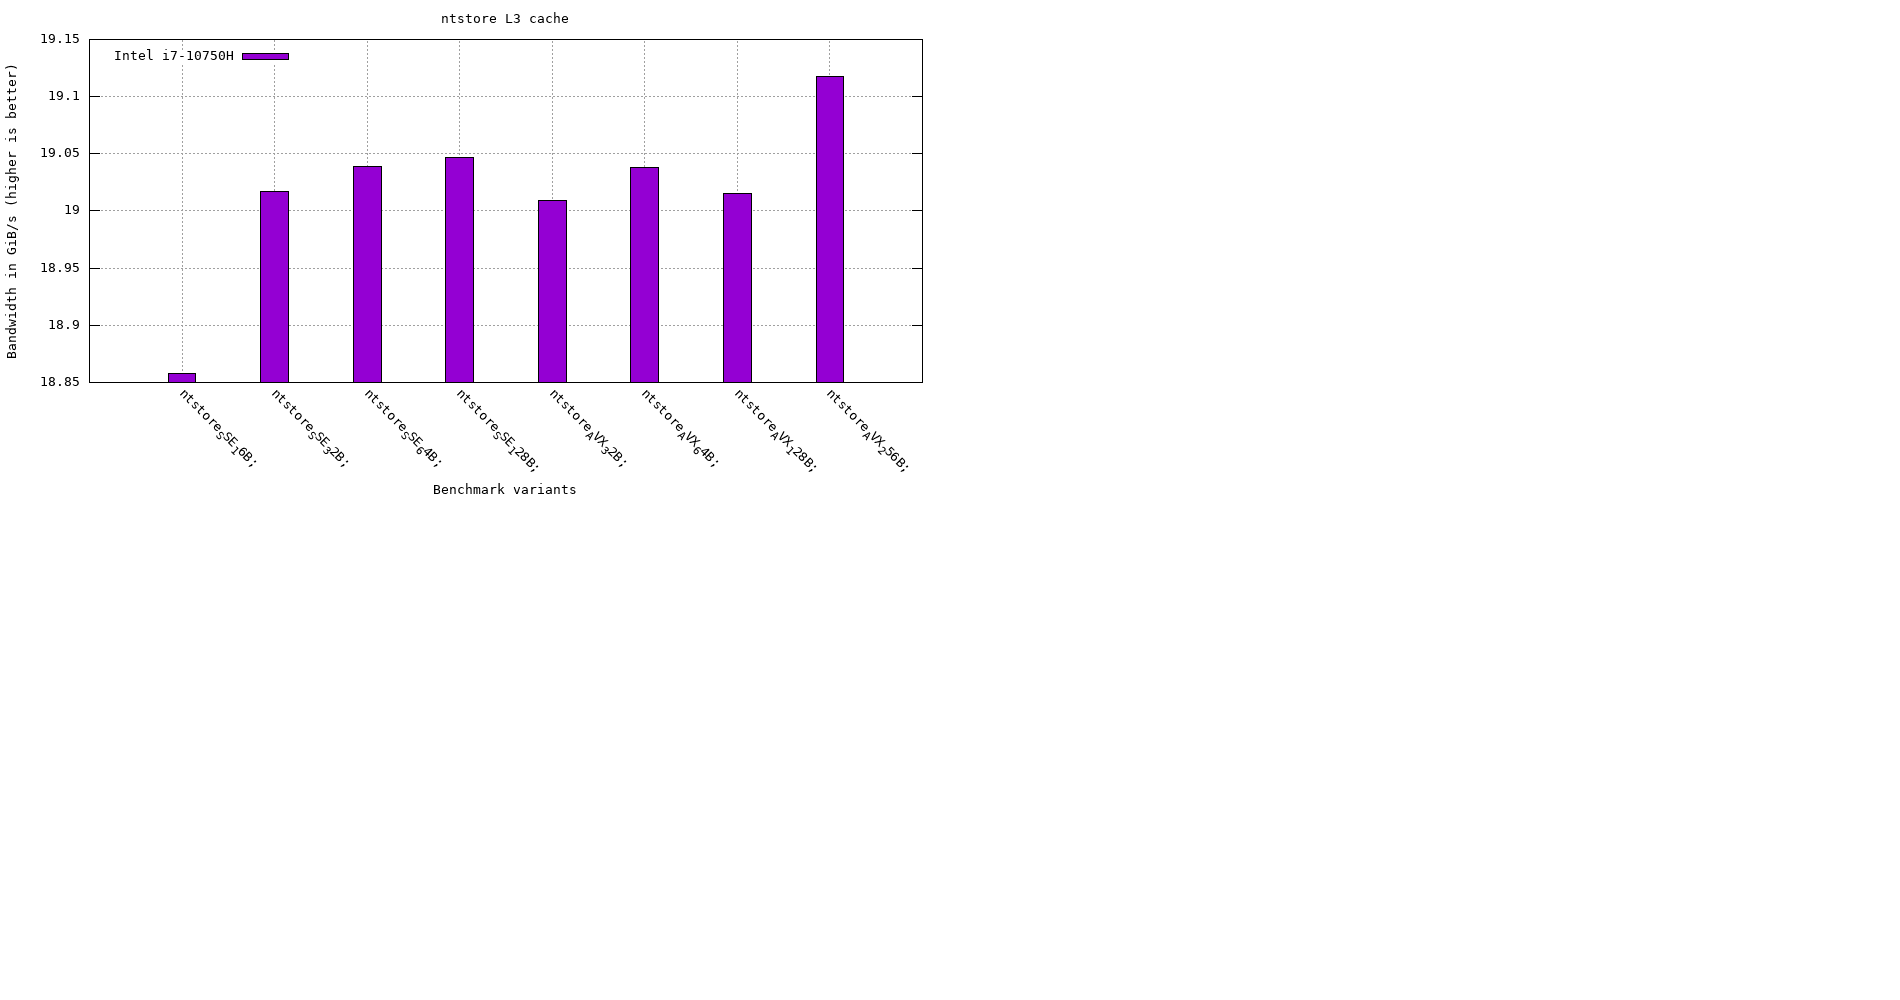 ntstore L3 cache
Intel i7-10750H
Bandwidth in GiB/s (higher is better)
19.15
19.1
19.05
19
18.95
18.9
18.85
ntstoreSSE16B;
ntstoreSSE32B;
ntstoreSSE64B;
ntstoreSSE128B;
ntstoreAVX32B;
ntstoreAVX64B;
ntstoreAVX128B;
ntstoreAVX256B;
Benchmark variants